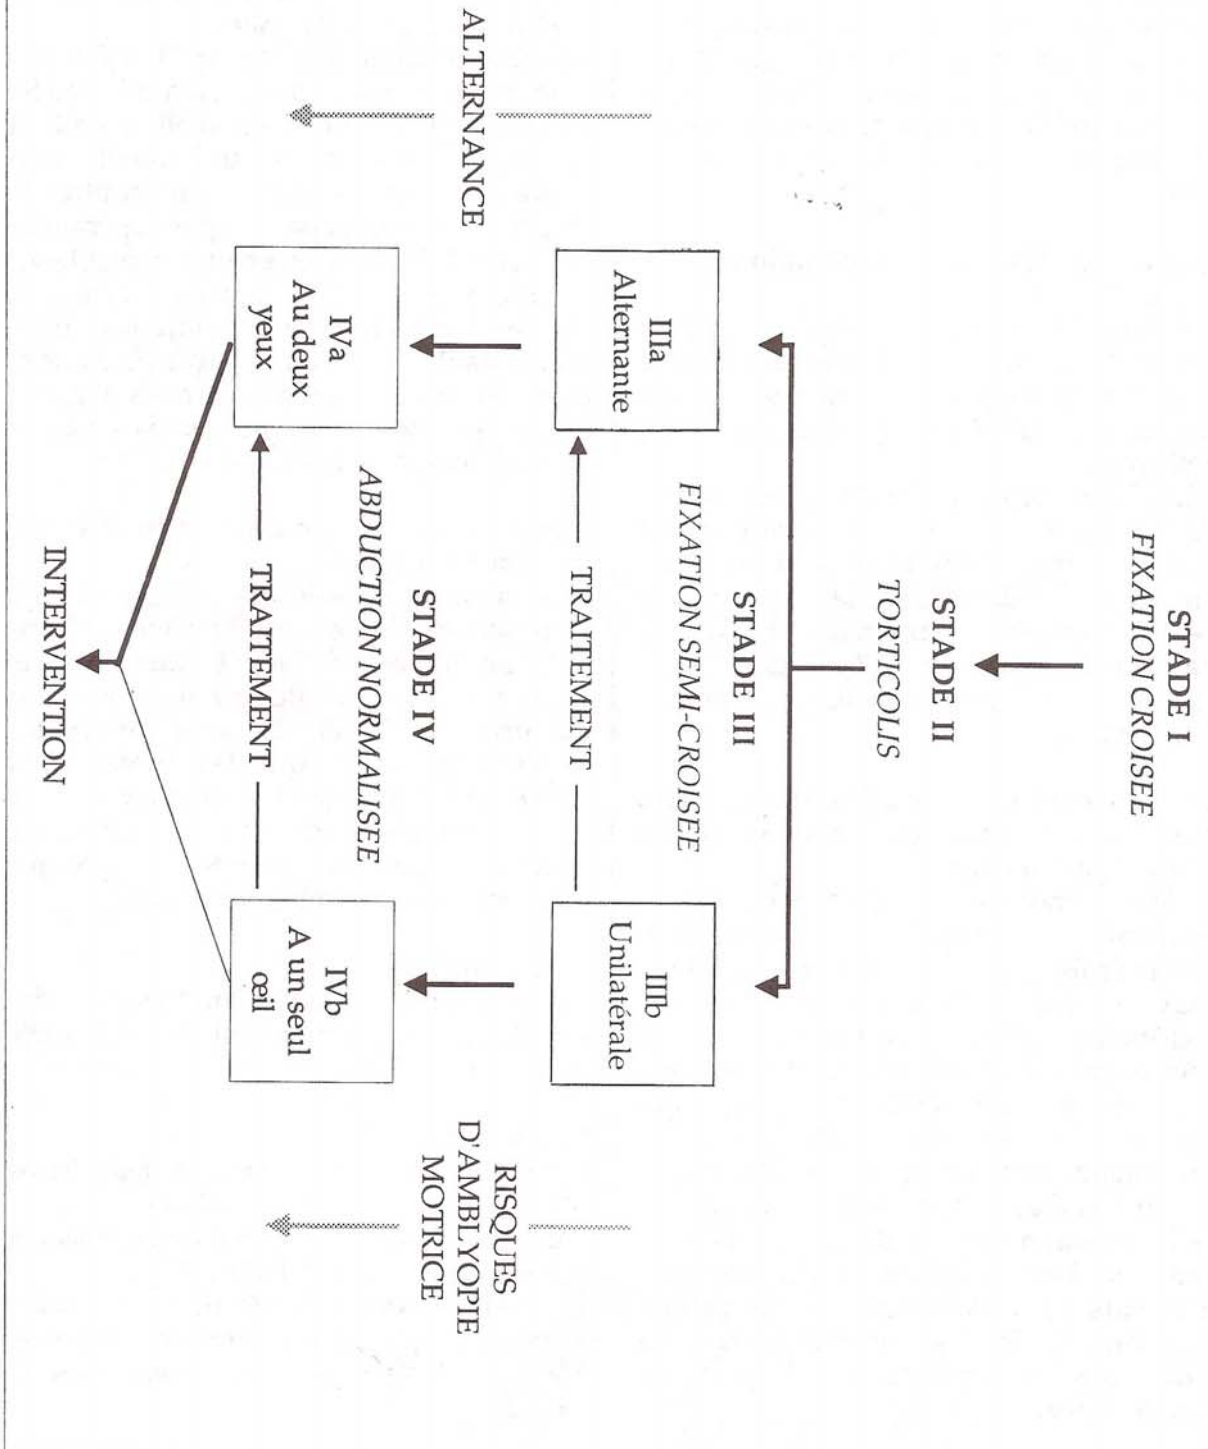 STADE I
FIXATION CROISEE
STADE II
TORTICOLIS
STADE III
FIXATION SEMI-CROISEE
IIIa
Alternante
TRAITEMENT
IIIb
Unilatérale
ALTERNANCE
RISQUES
D'AMBLYOPIE
MOTRICE
STADE IV
ABDUCTION NORMALISEE
IVa
Au deux
yeux
TRAITEMENT
IVb
A un seul
œil
INTERVENTION